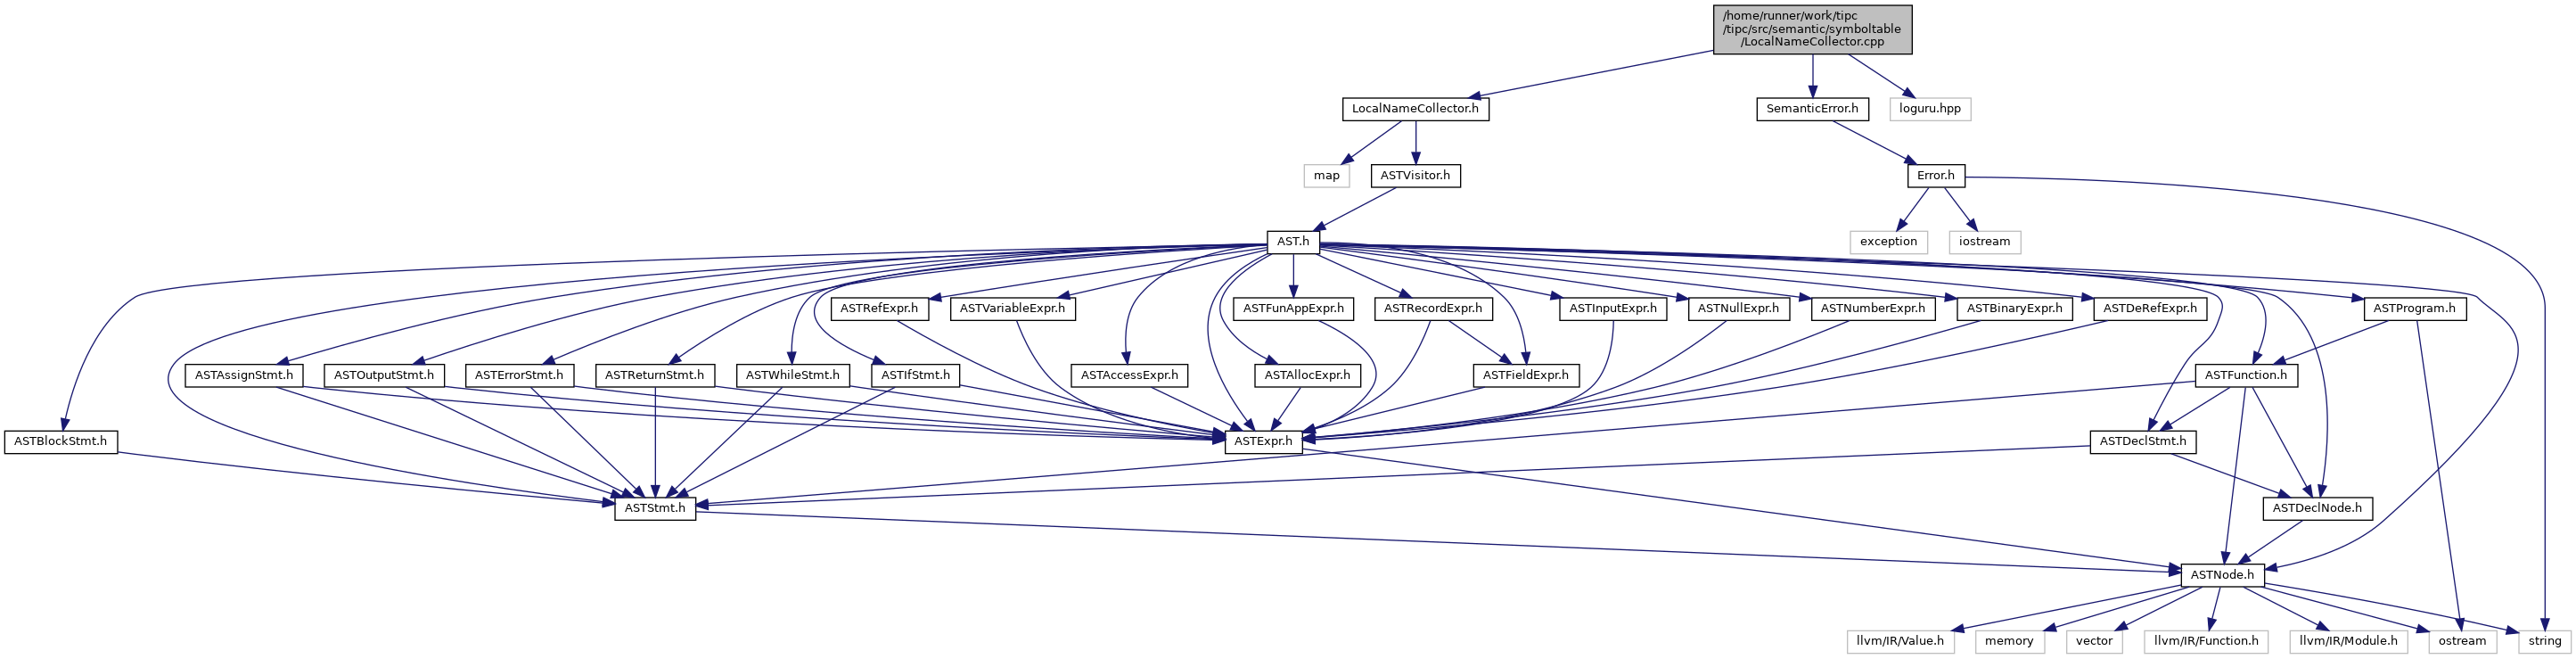 /home/runner/work/tipc
/tipc/src/semantic/symboltable
/LocalNameCollector.cpp
LocalNameCollector.h
SemanticError.h
loguru.hpp
map
ASTVisitor.h
Error.h
AST.h
exception
iostream
ASTRefExpr.h
ASTVariableExpr.h
ASTFunAppExpr.h
ASTRecordExpr.h
ASTInputExpr.h
ASTNullExpr.h
ASTNumberExpr.h
ASTBinaryExpr.h
ASTDeRefExpr.h
ASTProgram.h
ASTAssignStmt.h
ASTOutputStmt.h
ASTErrorStmt.h
ASTReturnStmt.h
ASTWhileStmt.h
ASTIfStmt.h
ASTAccessExpr.h
ASTAllocExpr.h
ASTFieldExpr.h
ASTFunction.h
ASTBlockStmt.h
ASTExpr.h
ASTDeclStmt.h
ASTStmt.h
ASTDeclNode.h
ASTNode.h
llvm/IR/Value.h
memory
vector
llvm/IR/Function.h
llvm/IR/Module.h
ostream
string